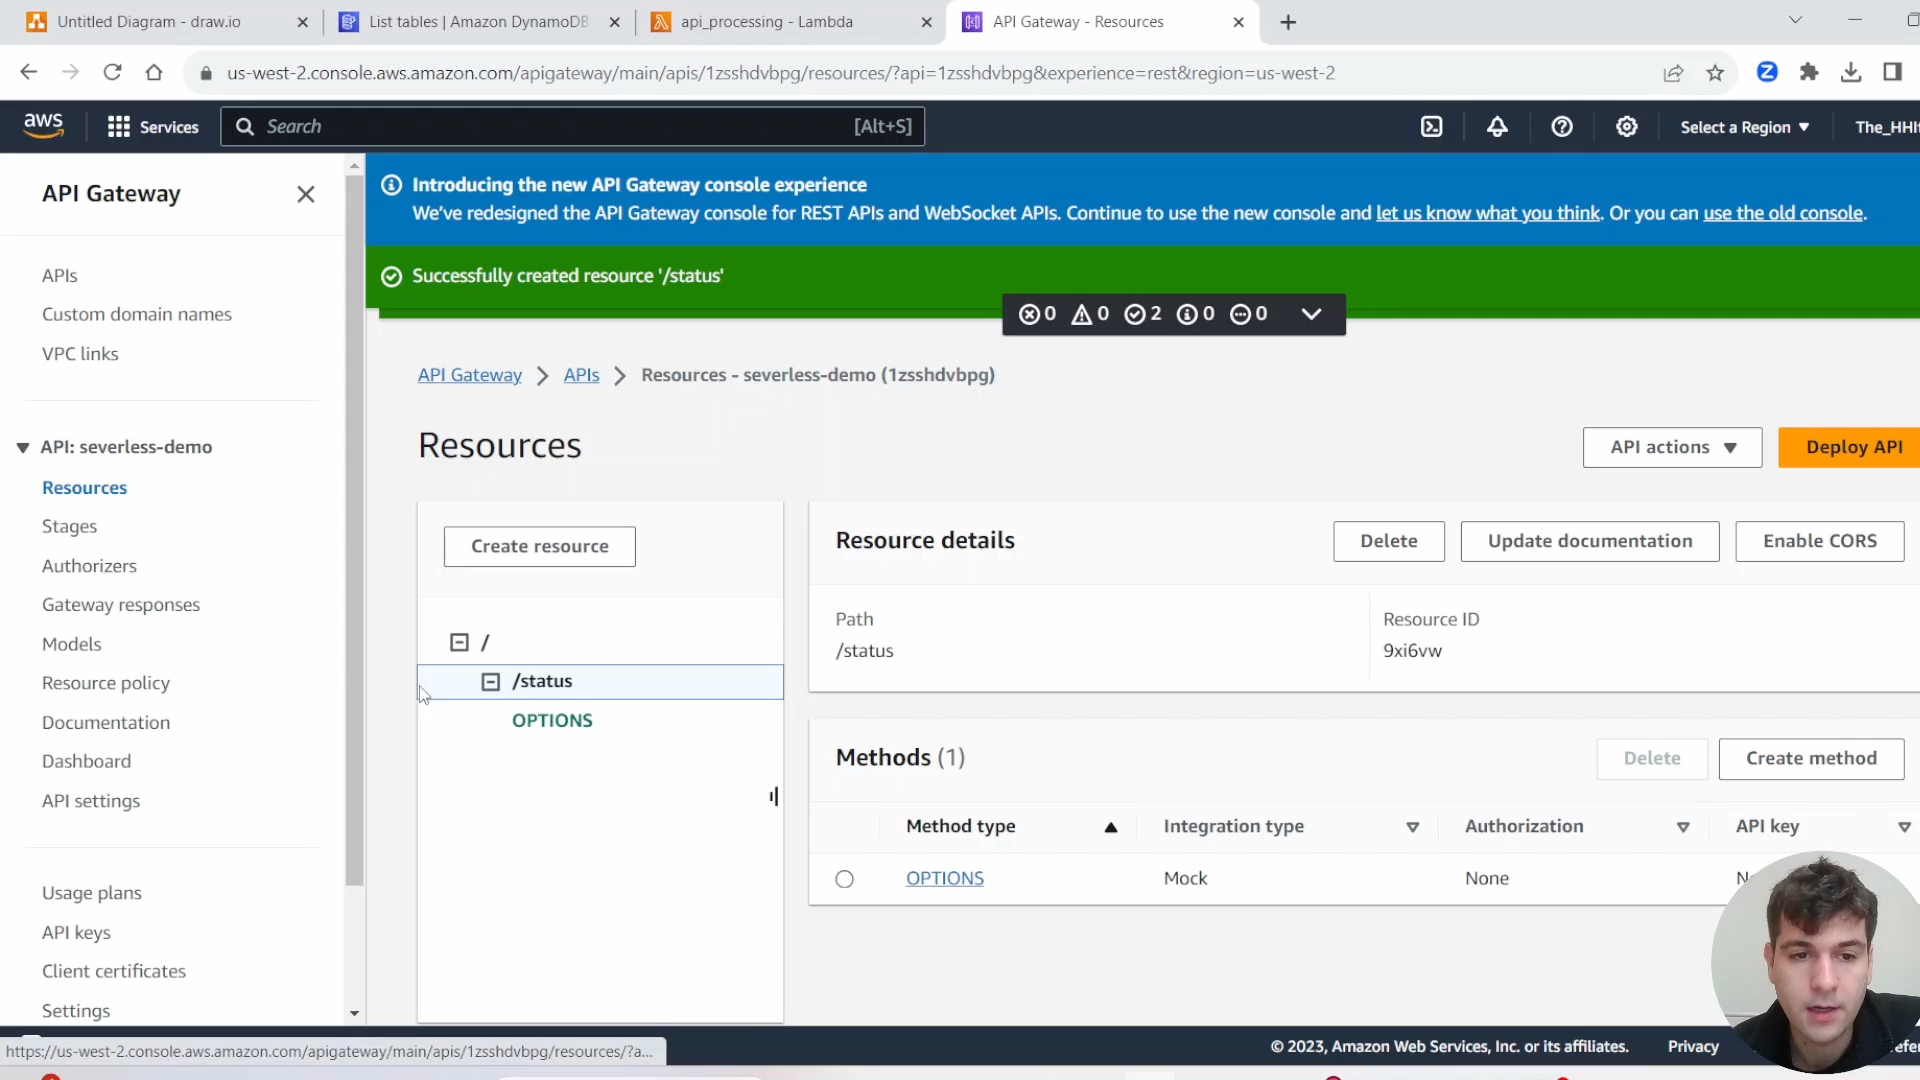 Untitled Diagram - draw.io
List tables | Amazon DynamoDB
api_processing - Lambda
API Gateway - Resources
us-west-2.console.aws.amazon.com/apigateway/main/apis/1zsshdvbpg/resources/?api=1zsshdvbpg&experience=rest&region=us-west-2
aws
Services
Search
[Alt+S]
Select a Region
The_HHI
API Gateway
Introducing the new API Gateway console experience
We've redesigned the API Gateway console for REST APIs and WebSocket APIs. Continue to use the new console and let us know what you think. Or you can use the old console.
Successfully created resource '/status'
0 0 2 0 0
APIs
Custom domain names
VPC links
API: severless-demo
Resources
Stages
Authorizers
Gateway responses
Models
Resource policy
Documentation
Dashboard
API settings
Usage plans
API keys
Client certificates
Settings
API Gateway > APIs > Resources - severless-demo (1zsshdvbpg)
Resources
API actions
Deploy API
Create resource
/
/status
OPTIONS
Resource details
Delete
Update documentation
Enable CORS
Path
/status
Resource ID
9xi6vw
Methods (1)
Delete
Create method
Method type
Integration type
Authorization
API key
OPTIONS
Mock
None
https://us-west-2.console.aws.amazon.com/apigateway/main/apis/1zsshdvbpg/resources/?a...
© 2023, Amazon Web Services, Inc. or its affiliates.
Privacy